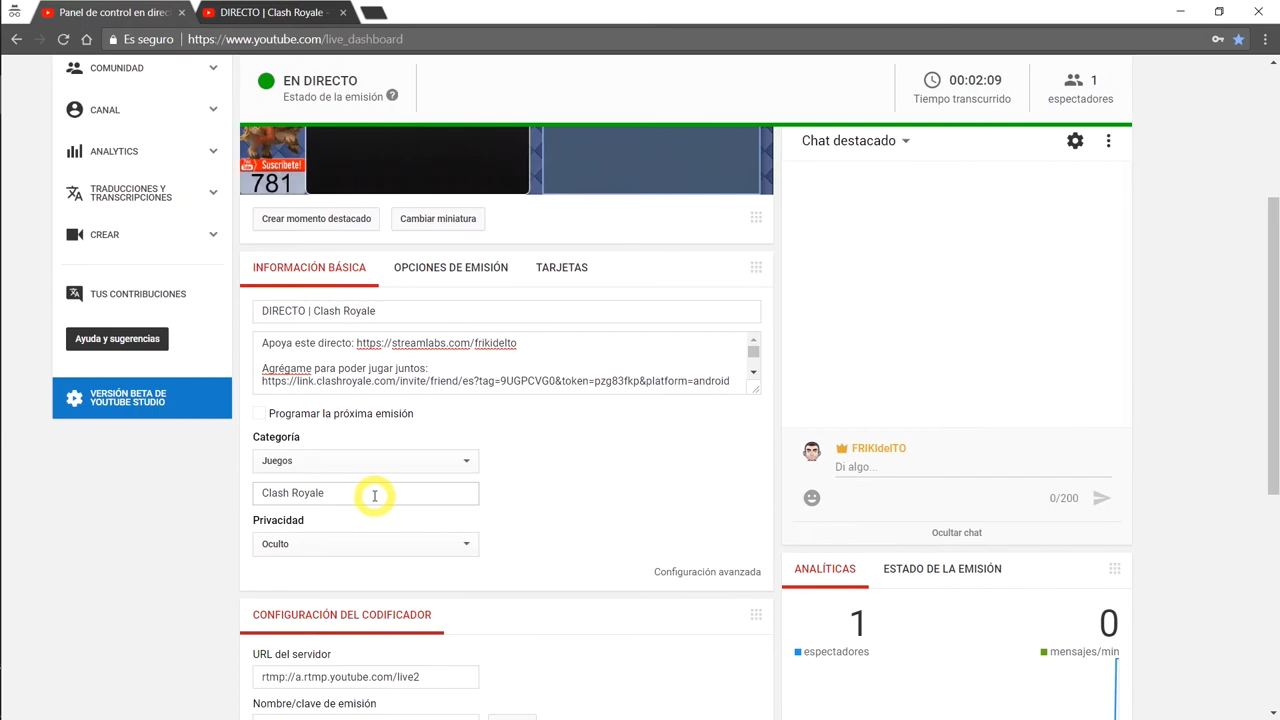 Panel de control en direc
DIRECTO | Clash Royale -
Es seguro
https://www.youtube.com/live_dashboard
COMUNIDAD
CANAL
ANALYTICS
TRADUCCIONES Y
TRANSCRIPCIONES
CREAR
TUS CONTRIBUCIONES
Ayuda y sugerencias
VERSIÓN BETA DE
YOUTUBE STUDIO
EN DIRECTO
Estado de la emisión
00:02:09
Tiempo transcurrido
1
espectadores
Suscribete!
781
Crear momento destacado
Cambiar miniatura
INFORMACIÓN BÁSICA
OPCIONES DE EMISIÓN
TARJETAS
DIRECTO | Clash Royale
Apoya este directo: https://streamlabs.com/frikidelto
Agrégame para poder jugar juntos:
https://link.clashroyale.com/invite/friend/es?tag=9UGPCVG0&token=pzg83fkp&platform=android
Programar la próxima emisión
Categoría
Juegos
Clash Royale
Privacidad
Oculto
Configuración avanzada
CONFIGURACIÓN DEL CODIFICADOR
URL del servidor
rtmp://a.rtmp.youtube.com/live2
Nombre/clave de emisión
Chat destacado
FRIKIdelTO
Di algo...
0/200
Ocultar chat
ANALÍTICAS
ESTADO DE LA EMISIÓN
1
espectadores
0
mensajes/min